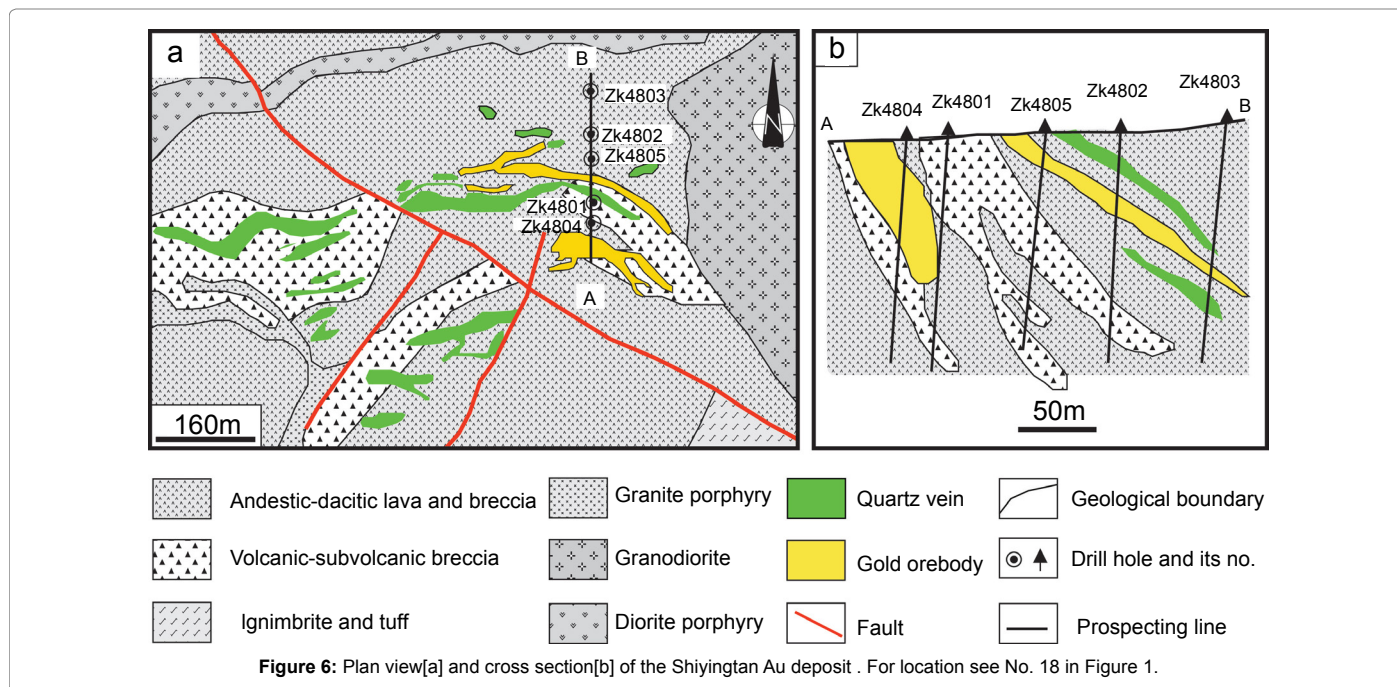 a
B
Zk4803
N
Zk4802
Zk4805
Zk4801
Zk4804
A
160m
b
Zk4803
Zk4802
Zk4805
Zk4801
Zk4804
B
A
50m
Andestic-dacitic lava and breccia
Granite porphyry
Quartz vein
Geological boundary
Volcanic-subvolcanic breccia
Granodiorite
Gold orebody
Drill hole and its no.
Ignimbrite and tuff
Diorite porphyry
Fault
Prospecting line
Figure 6: Plan view[a] and cross section[b] of the Shiyingtan Au deposit . For location see No. 18 in Figure 1.